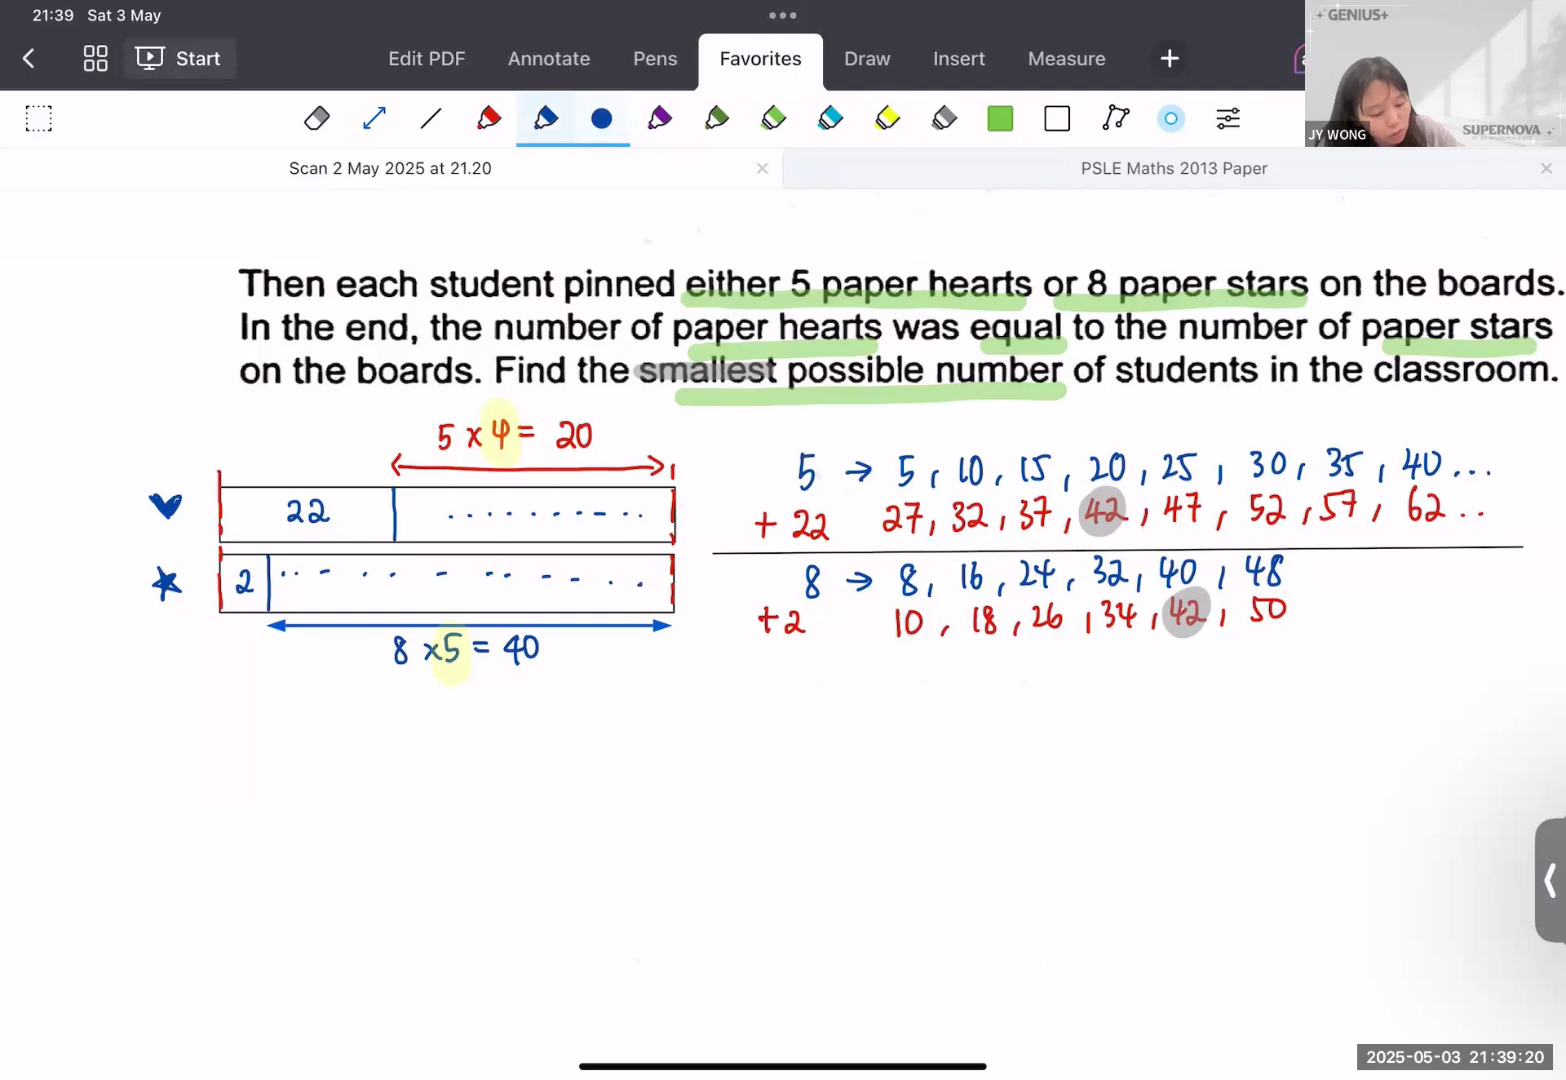 21:39 Sat 3 May
GENIUS+
Start
Edit PDF
Annotate
Pens
Favorites
Draw
Insert
Measure
JY WONG
SUPERNOVA
Scan 2 May 2025 at 21.20
PSLE Maths 2013 Paper
Then each student pinned either 5 paper hearts or 8 paper stars on the boards.
In the end, the number of paper hearts was equal to the number of paper stars
on the boards. Find the smallest possible number of students in the classroom.
5 x 4 = 20
22
2
8 x 5 = 40
5 → 5, 10, 15, 20, 25, 30, 35, 40 ...
+ 22 27, 32, 37, 42, 47, 52, 57, 62 ..
8 → 8, 16, 24, 32, 40, 48
+ 2 10, 18, 26, 34, 42, 50
2025-05-03 21:39:20